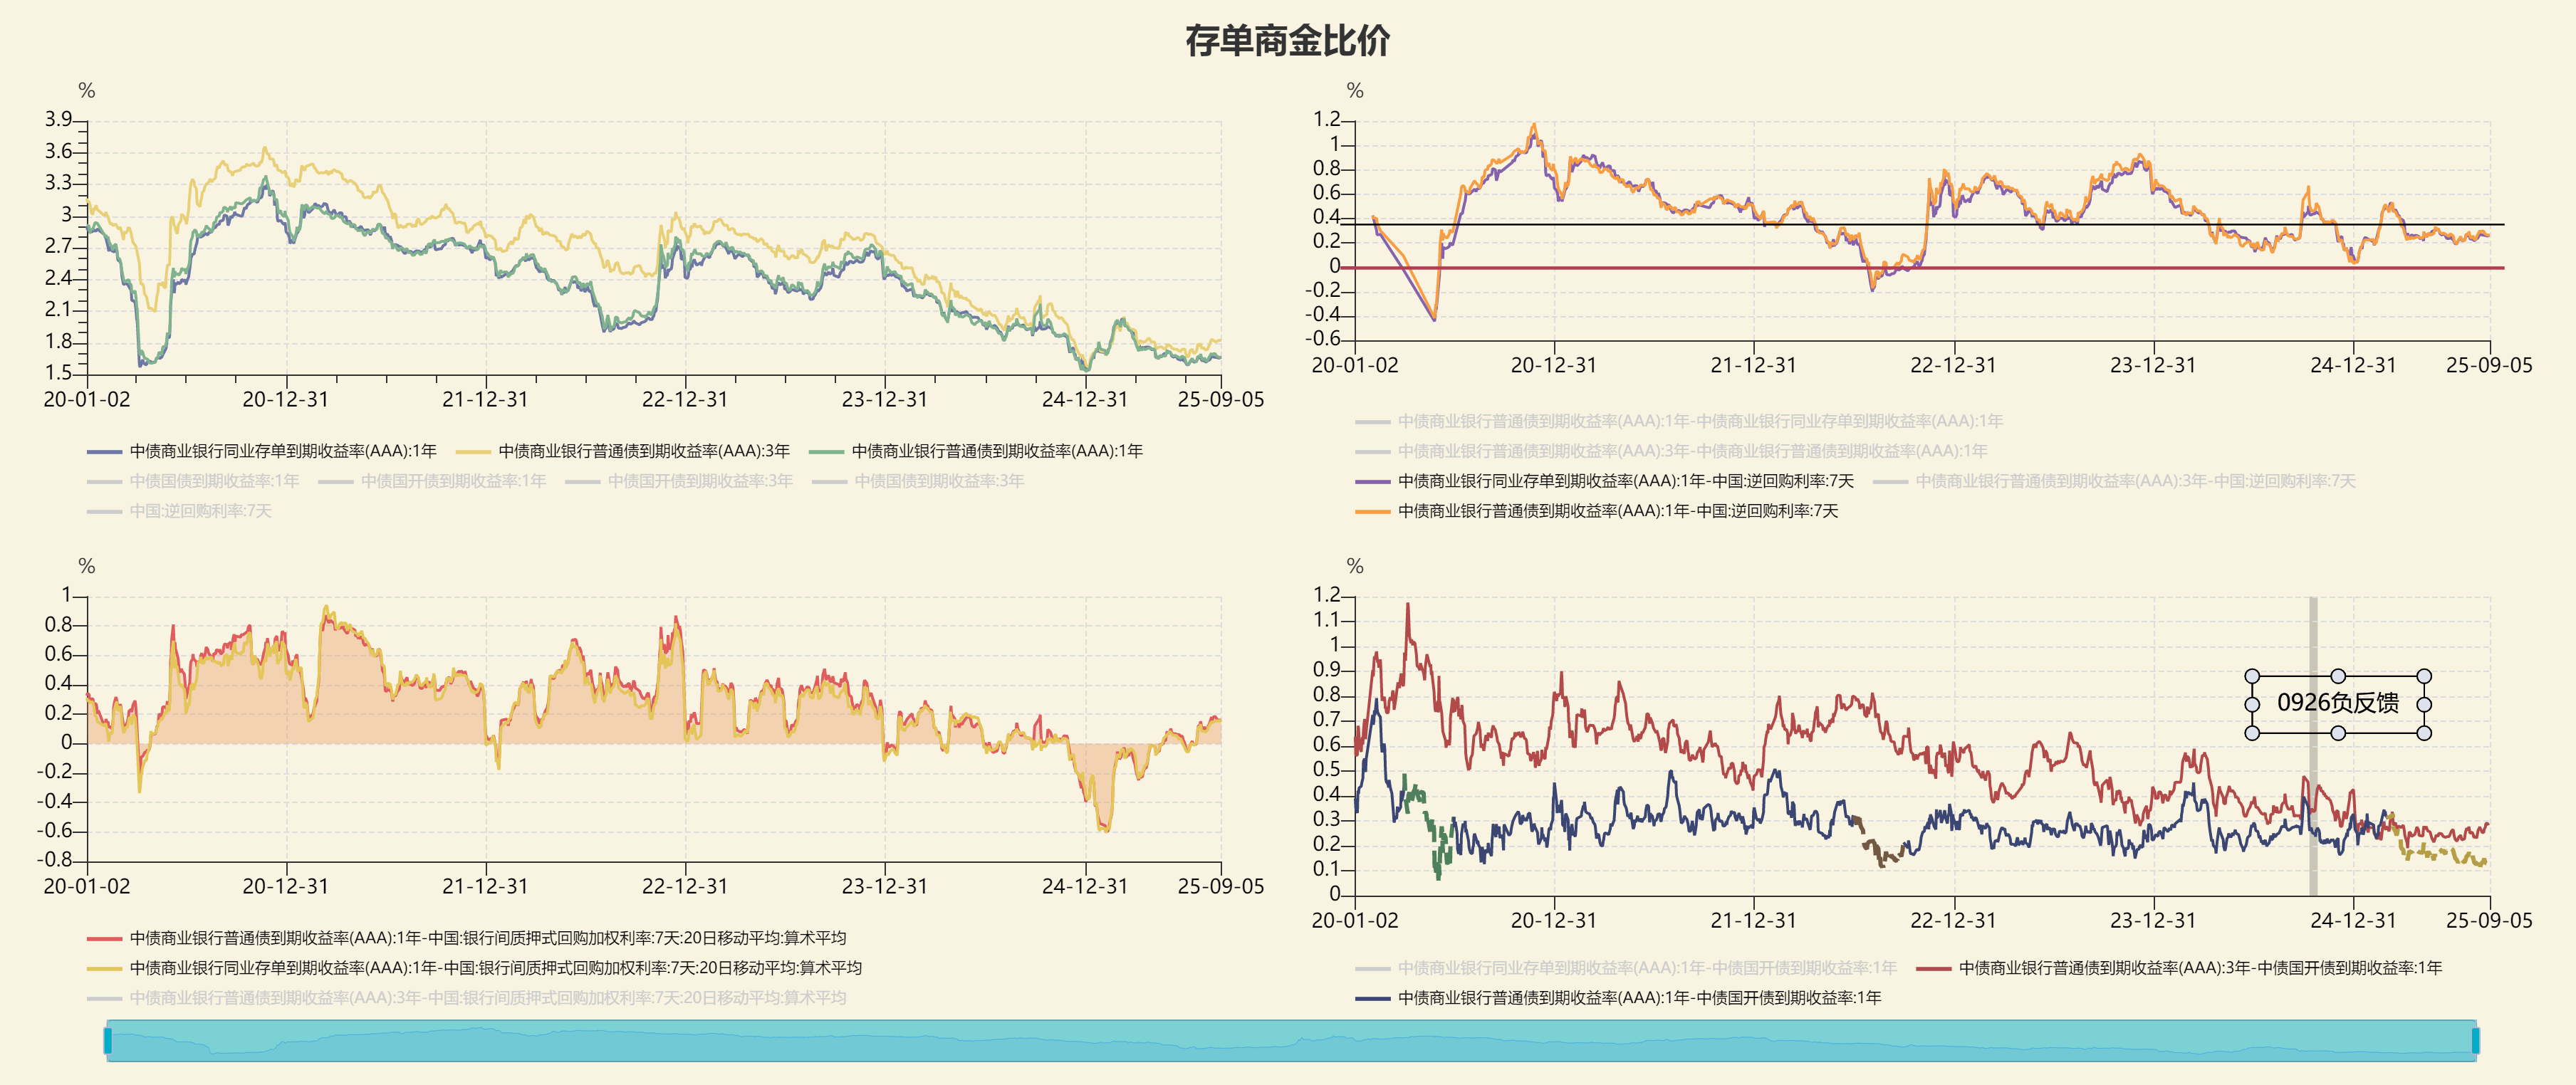 存单商金比价
%
3.9
3.6
3.3
3
2.7
2.4
2.1
1.8
1.5
20-01-02 20-12-31 21-12-31 22-12-31 23-12-31 24-12-31 25-09-05
中债商业银行同业存单到期收益率(AAA):1年 中债商业银行普通债到期收益率(AAA):3年 中债商业银行普通债到期收益率(AAA):1年
中债国债到期收益率:1年 中债国开债到期收益率:1年 中债国开债到期收益率:3年 中债国债到期收益率:3年
中国:逆回购利率:7天
%
1.2
1
0.8
0.6
0.4
0.2
0
-0.2
-0.4
-0.6
20-01-02 20-12-31 21-12-31 22-12-31 23-12-31 24-12-31 25-09-05
中债商业银行普通债到期收益率(AAA):1年-中债商业银行同业存单到期收益率(AAA):1年
中债商业银行普通债到期收益率(AAA):3年-中债商业银行普通债到期收益率(AAA):1年
中债商业银行同业存单到期收益率(AAA):1年-中国:逆回购利率:7天 中债商业银行普通债到期收益率(AAA):3年-中国:逆回购利率:7天
中债商业银行普通债到期收益率(AAA):1年-中国:逆回购利率:7天
%
1
0.8
0.6
0.4
0.2
0
-0.2
-0.4
-0.6
-0.8
20-01-02 20-12-31 21-12-31 22-12-31 23-12-31 24-12-31 25-09-05
中债商业银行普通债到期收益率(AAA):1年-中国:银行间质押式回购加权利率:7天:20日移动平均:算术平均
中债商业银行同业存单到期收益率(AAA):1年-中国:银行间质押式回购加权利率:7天:20日移动平均:算术平均
中债商业银行普通债到期收益率(AAA):3年-中国:银行间质押式回购加权利率:7天:20日移动平均:算术平均
%
1.2
1.1
1
0.9
0.8
0.7
0.6
0.5
0.4
0.3
0.2
0.1
0
0926负反馈
20-01-02 20-12-31 21-12-31 22-12-31 23-12-31 24-12-31 25-09-05
中债商业银行同业存单到期收益率(AAA):1年-中债国开债到期收益率:1年 中债商业银行普通债到期收益率(AAA):3年-中债国开债到期收益率:1年
中债商业银行普通债到期收益率(AAA):1年-中债国开债到期收益率:1年